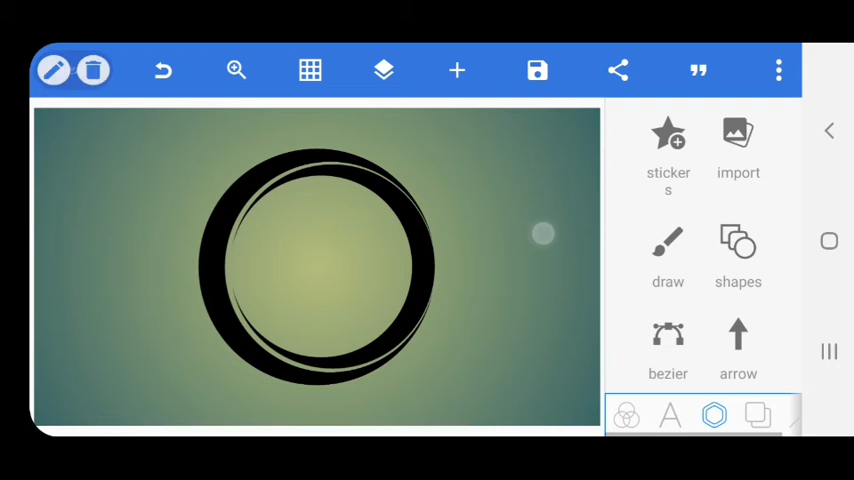 sticker
s
import
draw
shapes
bezier
arrow